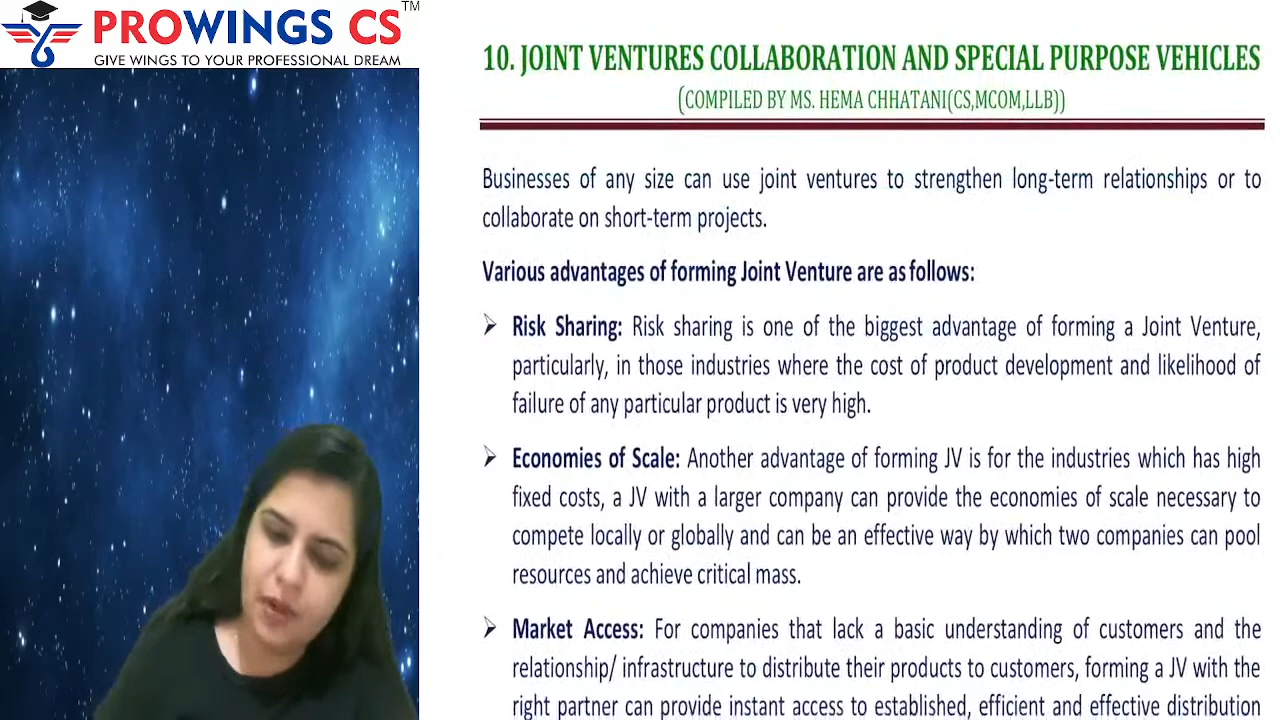 PROWINGS CS™
GIVE WINGS TO YOUR PROFESSIONAL DREAM
10. JOINT VENTURES COLLABORATION AND SPECIAL PURPOSE VEHICLES
(COMPILED BY MS. HEMA CHHATANI(CS,MCOM,LLB))
Businesses of any size can use joint ventures to strengthen long-term relationships or to
collaborate on short-term projects.
Various advantages of forming Joint Venture are as follows:
➢ Risk Sharing: Risk sharing is one of the biggest advantage of forming a Joint Venture,
particularly, in those industries where the cost of product development and likelihood of
failure of any particular product is very high.
➢ Economies of Scale: Another advantage of forming JV is for the industries which has high
fixed costs, a JV with a larger company can provide the economies of scale necessary to
compete locally or globally and can be an effective way by which two companies can pool
resources and achieve critical mass.
➢ Market Access: For companies that lack a basic understanding of customers and the
relationship/ infrastructure to distribute their products to customers, forming a JV with the
right partner can provide instant access to established, efficient and effective distribution